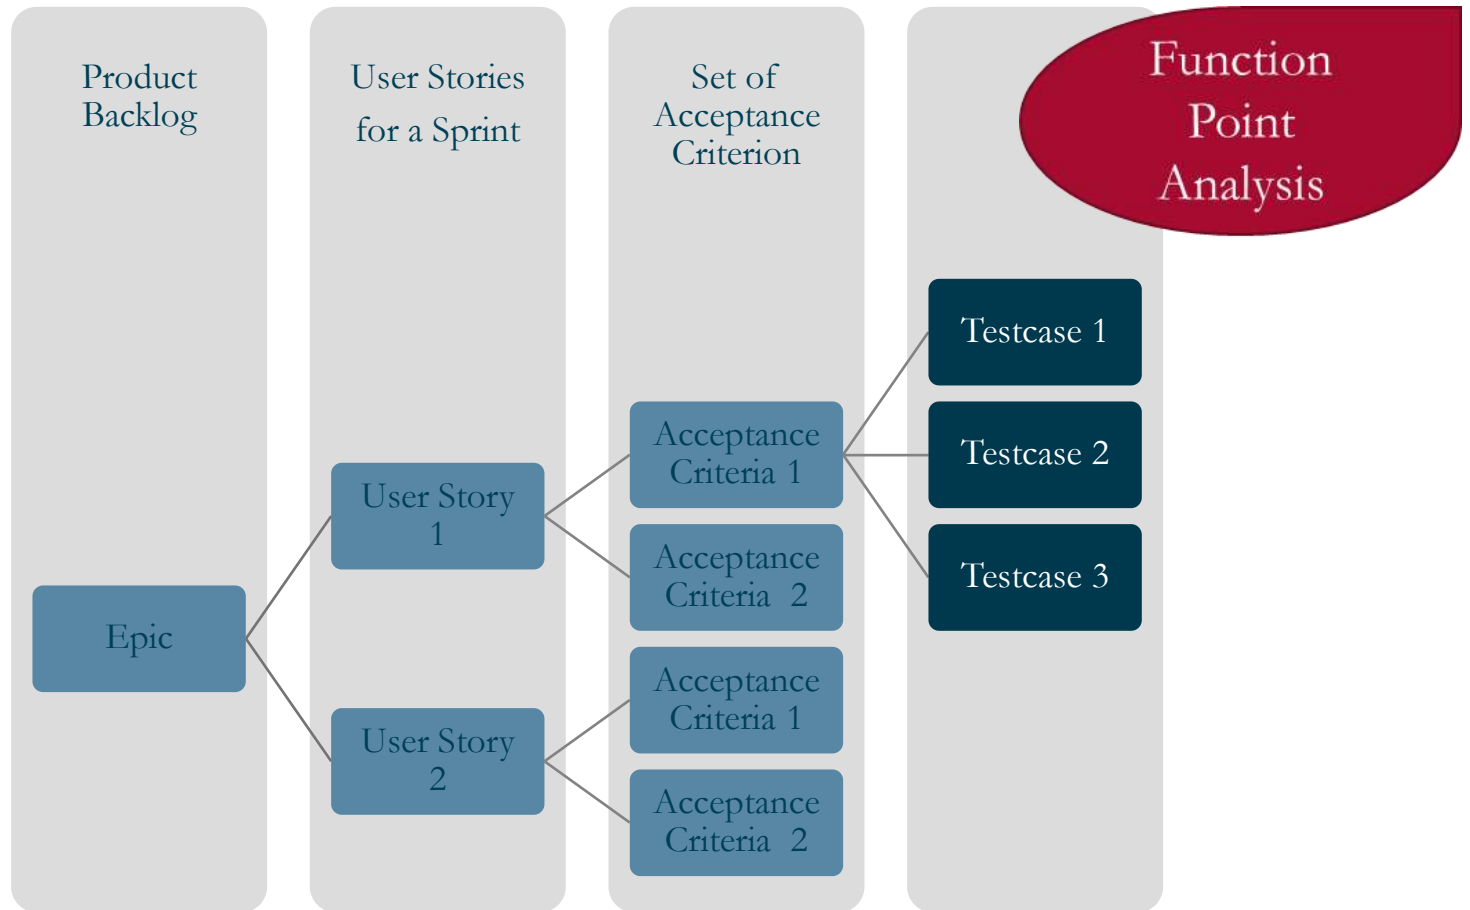 Product
Backlog
User Stories
for a Sprint
Set of
Acceptance
Criterion
Function
Point
Analysis
Epic
User Story
1
User Story
2
Acceptance
Criteria 1
Acceptance
Criteria 2
Acceptance
Criteria 1
Acceptance
Criteria 2
Testcase 1
Testcase 2
Testcase 3